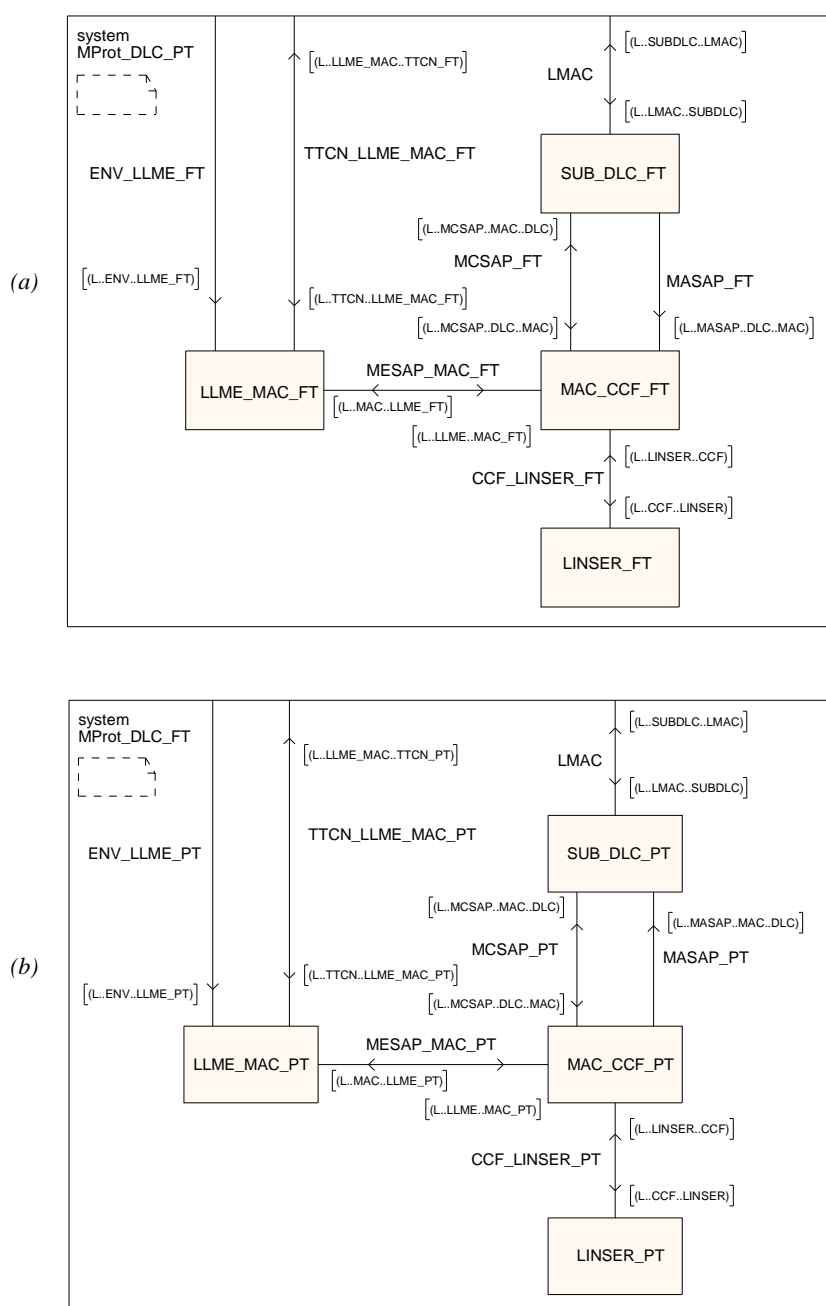 system
MProt_DLC_PT
[(L..LLME_MAC..TTCN_FT)]
[(L..SUBDLC..LMAC)]
LMAC
[(L..LMAC..SUBDLC)]
ENV_LLME_FT
TTCN_LLME_MAC_FT
SUB_DLC_FT
[(L..MCSAP..MAC..DLC)]
MCSAP_FT
(a)
[(L..ENV..LLME_FT)]
MASAP_FT
[(L..TTCN..LLME_MAC_FT)]
[(L..MCSAP..DLC..MAC)]
[(L..MASAP..DLC..MAC)]
MESAP_MAC_FT
LLME_MAC_FT
MAC_CCF_FT
[(L..MAC..LLME_FT)]
[(L..LLME..MAC_FT)]
[(L..LINSER..CCF)]
CCF_LINSER_FT
[(L..CCF..LINSER)]
LINSER_FT
system
MProt_DLC_FT
[(L..SUBDLC..LMAC)]
[(L..LLME_MAC..TTCN_PT)]
LMAC
[(L..LMAC..SUBDLC)]
ENV_LLME_PT
TTCN_LLME_MAC_PT
SUB_DLC_PT
[(L..MCSAP..MAC..DLC)]
[(L..MASAP..MAC..DLC)]
MCSAP_PT
MASAP_PT
(b)
[(L..TTCN..LLME_MAC_PT)]
[(L..ENV..LLME_PT)]
[(L..MCSAP..DLC..MAC)]
MESAP_MAC_PT
LLME_MAC_PT
MAC_CCF_PT
[(L..MAC..LLME_PT)]
[(L..LLME..MAC_PT)]
[(L..LINSER..CCF)]
CCF_LINSER_PT
[(L..CCF..LINSER)]
LINSER_PT